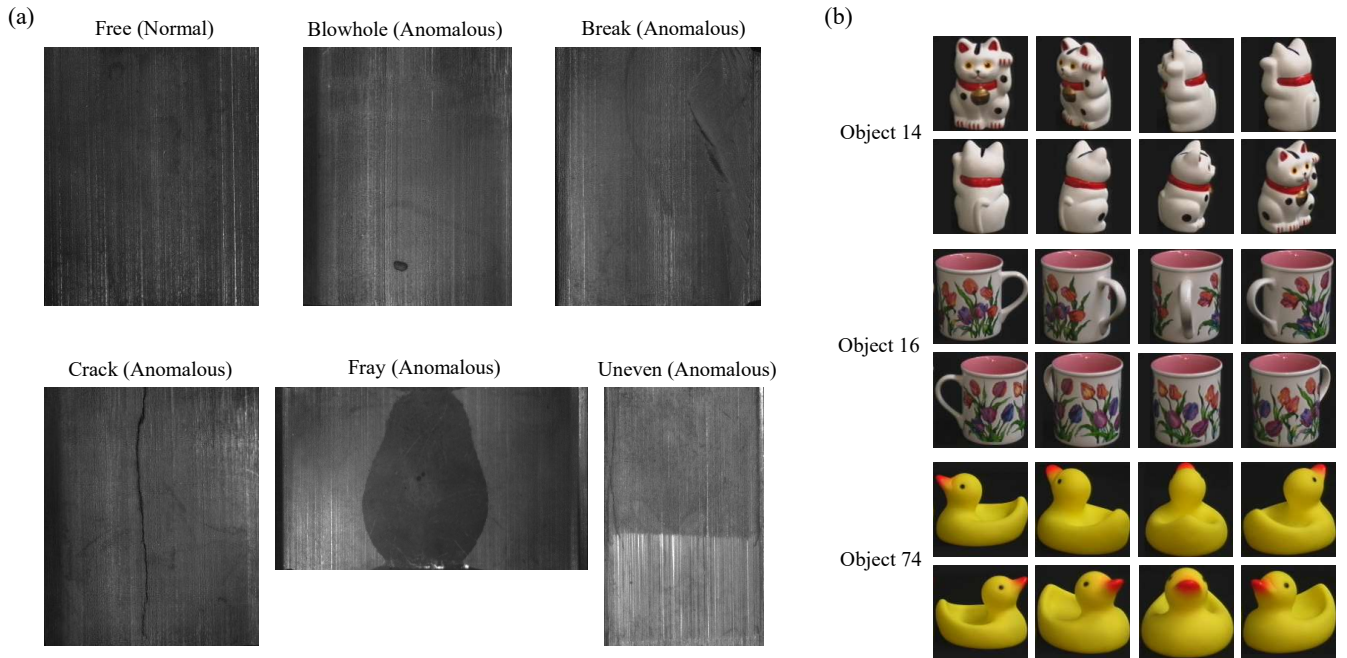 (a)
Free (Normal)
Blowhole (Anomalous)
Break (Anomalous)
Crack (Anomalous)
Fray (Anomalous)
Uneven (Anomalous)
(b)
Object 14
Object 16
Object 74